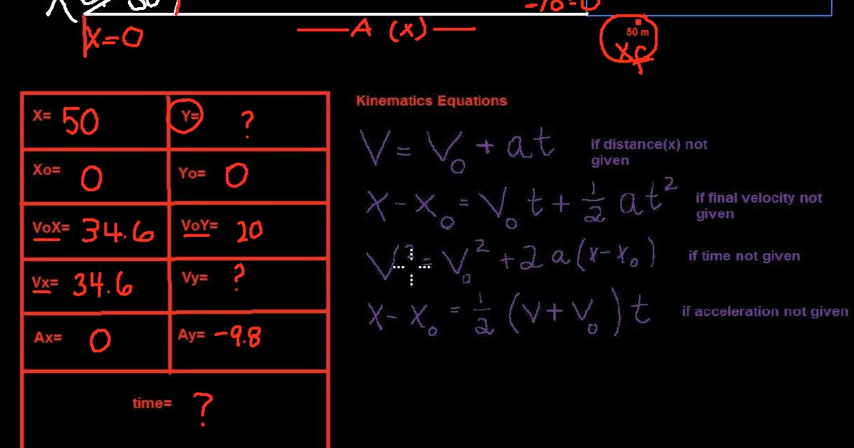 X=0
A (x)
50 m
Xf
Kinematics Equations
X= 50
Y= ?
Xo= 0
Yo= 0
VoX= 34.6
VoY= 20
Vx= 34.6
Vy= ?
Ax= 0
Ay= -9.8
time= ?
V = V₀ + at
if distance(x) not
given
x - x₀ = V₀ t + 1/2 at²
if final velocity not
given
V² = V₀² + 2a(x-x₀)
if time not given
x - x₀ = 1/2 (V + V₀) t
if acceleration not given